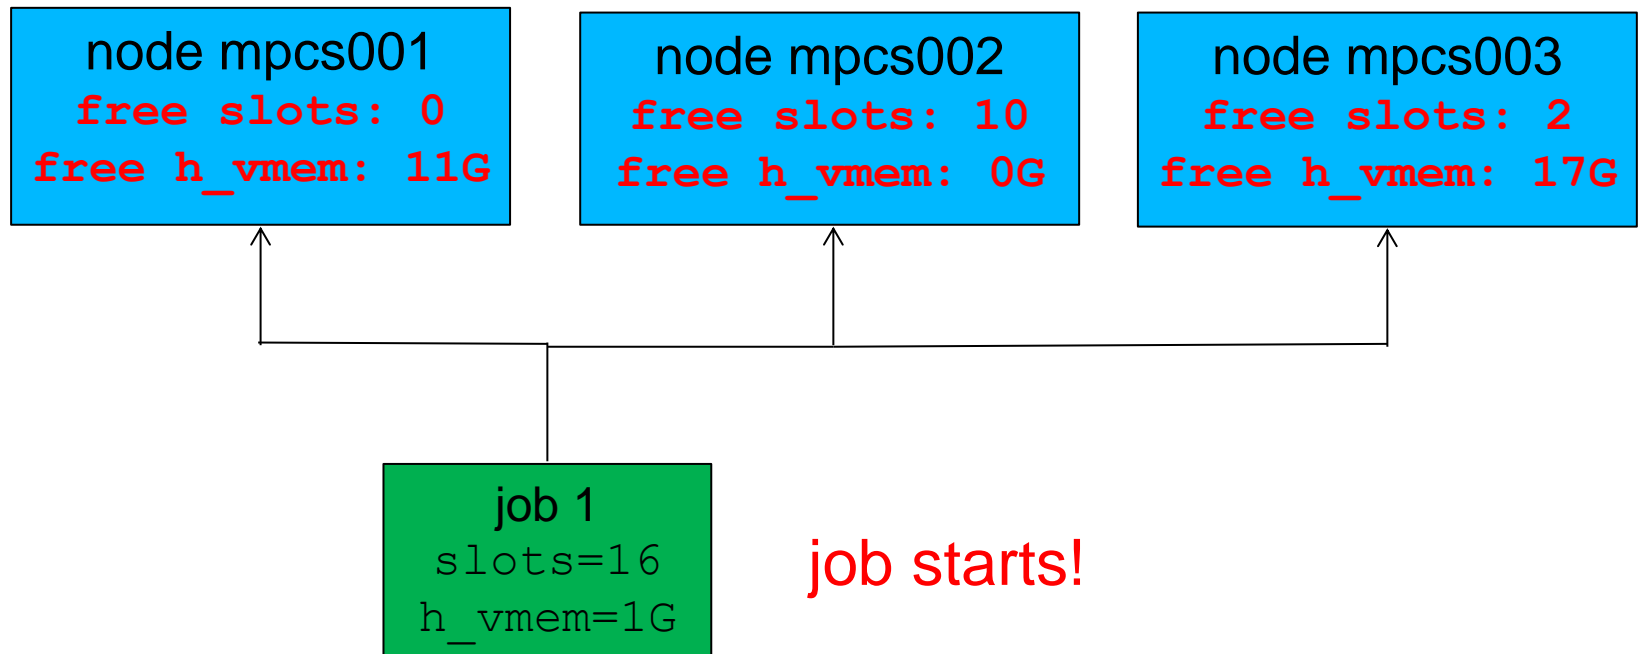 node mpcs001
free slots: 0
free h_vmem: 11G
node mpcs002
free slots: 10
free h_vmem: 0G
node mpcs003
free slots: 2
free h_vmem: 17G
job 1
slots=16
h_vmem=1G
job starts!